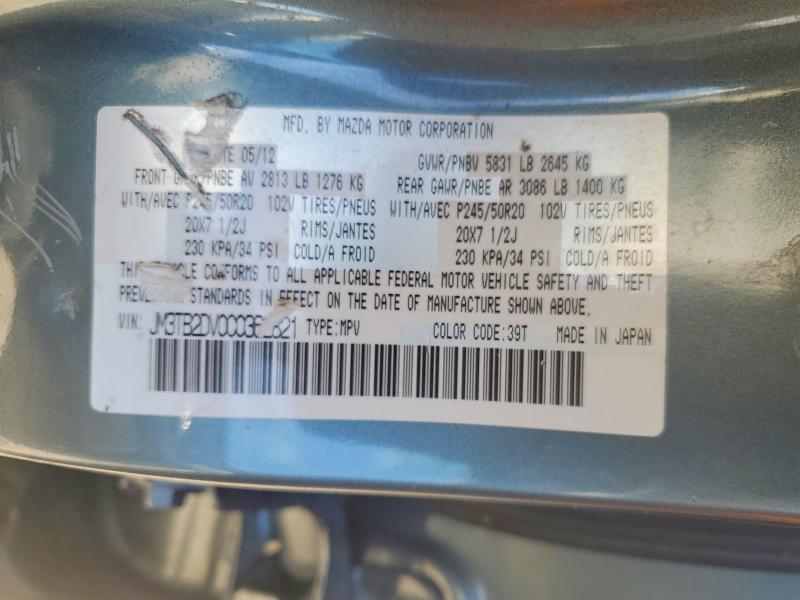 MFD. BY MAZDA MOTOR CORPORATION
05/12 GVWR/PNBV 5831 LB 2645 KG
FRONT GAWR/PNBE AV 2813 LB 1276 KG REAR GAWR/PNBE AR 3086 LB 1400 KG
WITH/AVEC P245/50R20 102V TIRES/PNEUS WITH/AVEC P245/50R20 102V TIRES/PNEUS
20X7 1/2J RIMS/JANTES 20X7 1/2J RIMS/JANTES
230 KPA/34 PSI COLD/A FROID 230 KPA/34 PSI COLD/A FROID
CONFORMS TO ALL APPLICABLE FEDERAL MOTOR VEHICLE SAFETY AND THEFT
STANDARDS IN EFFECT ON THE DATE OF MANUFACTURE SHOWN ABOVE.
VIN: TYPE:MPV COLOR CODE:39T MADE IN JAPAN